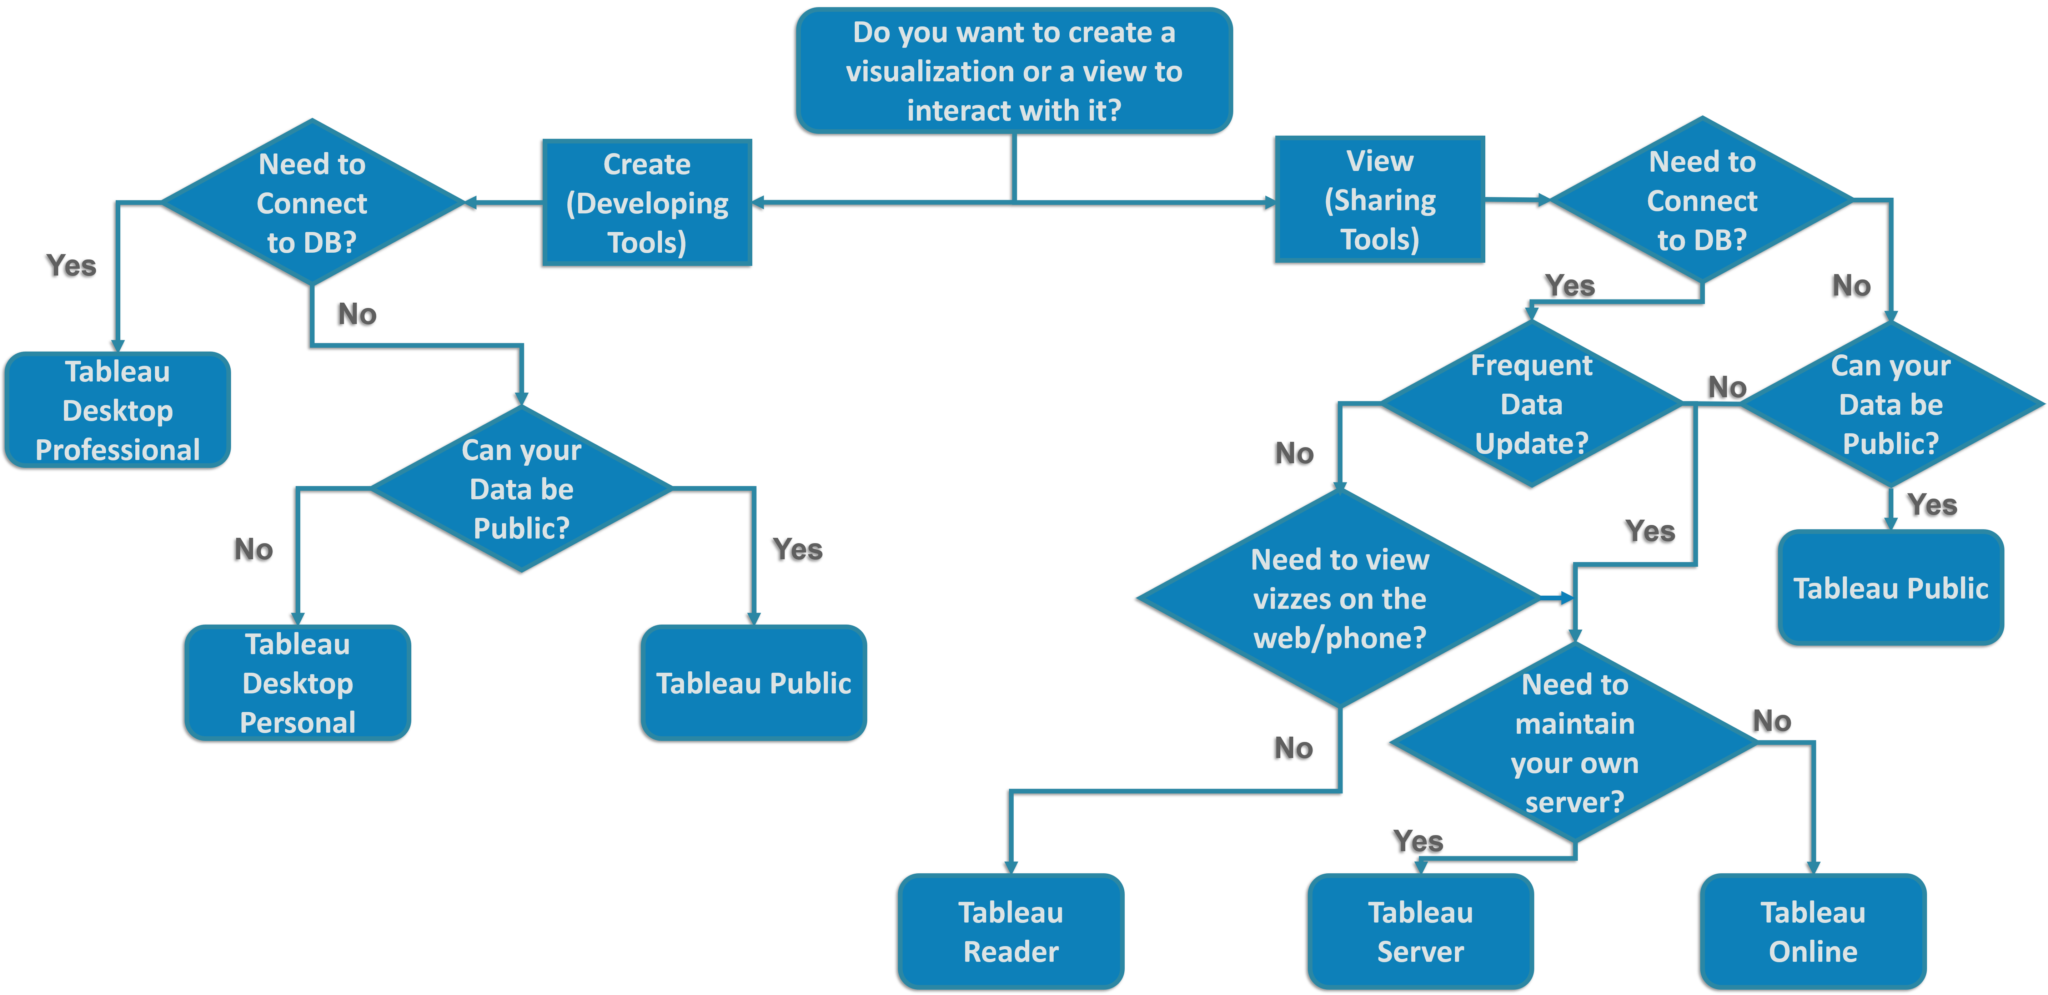 Do you want to create a
visualization or a view to
interact with it?
Need to
Connect
to DB?
Create
(Developing
Tools)
View
(Sharing
Tools)
Need to
Connect
to DB?
Yes
No
Yes
No
Tableau
Desktop
Professional
Can your
Data be
Public?
Frequent
Data
Update?
No
Can your
Data be
Public?
No
Yes
No
Yes
Yes
Tableau
Desktop
Personal
Tableau Public
Need to view
vizzes on the
web/phone?
Tableau Public
No
Need to
maintain
your own
server?
No
Yes
Tableau
Reader
Tableau
Server
Tableau
Online